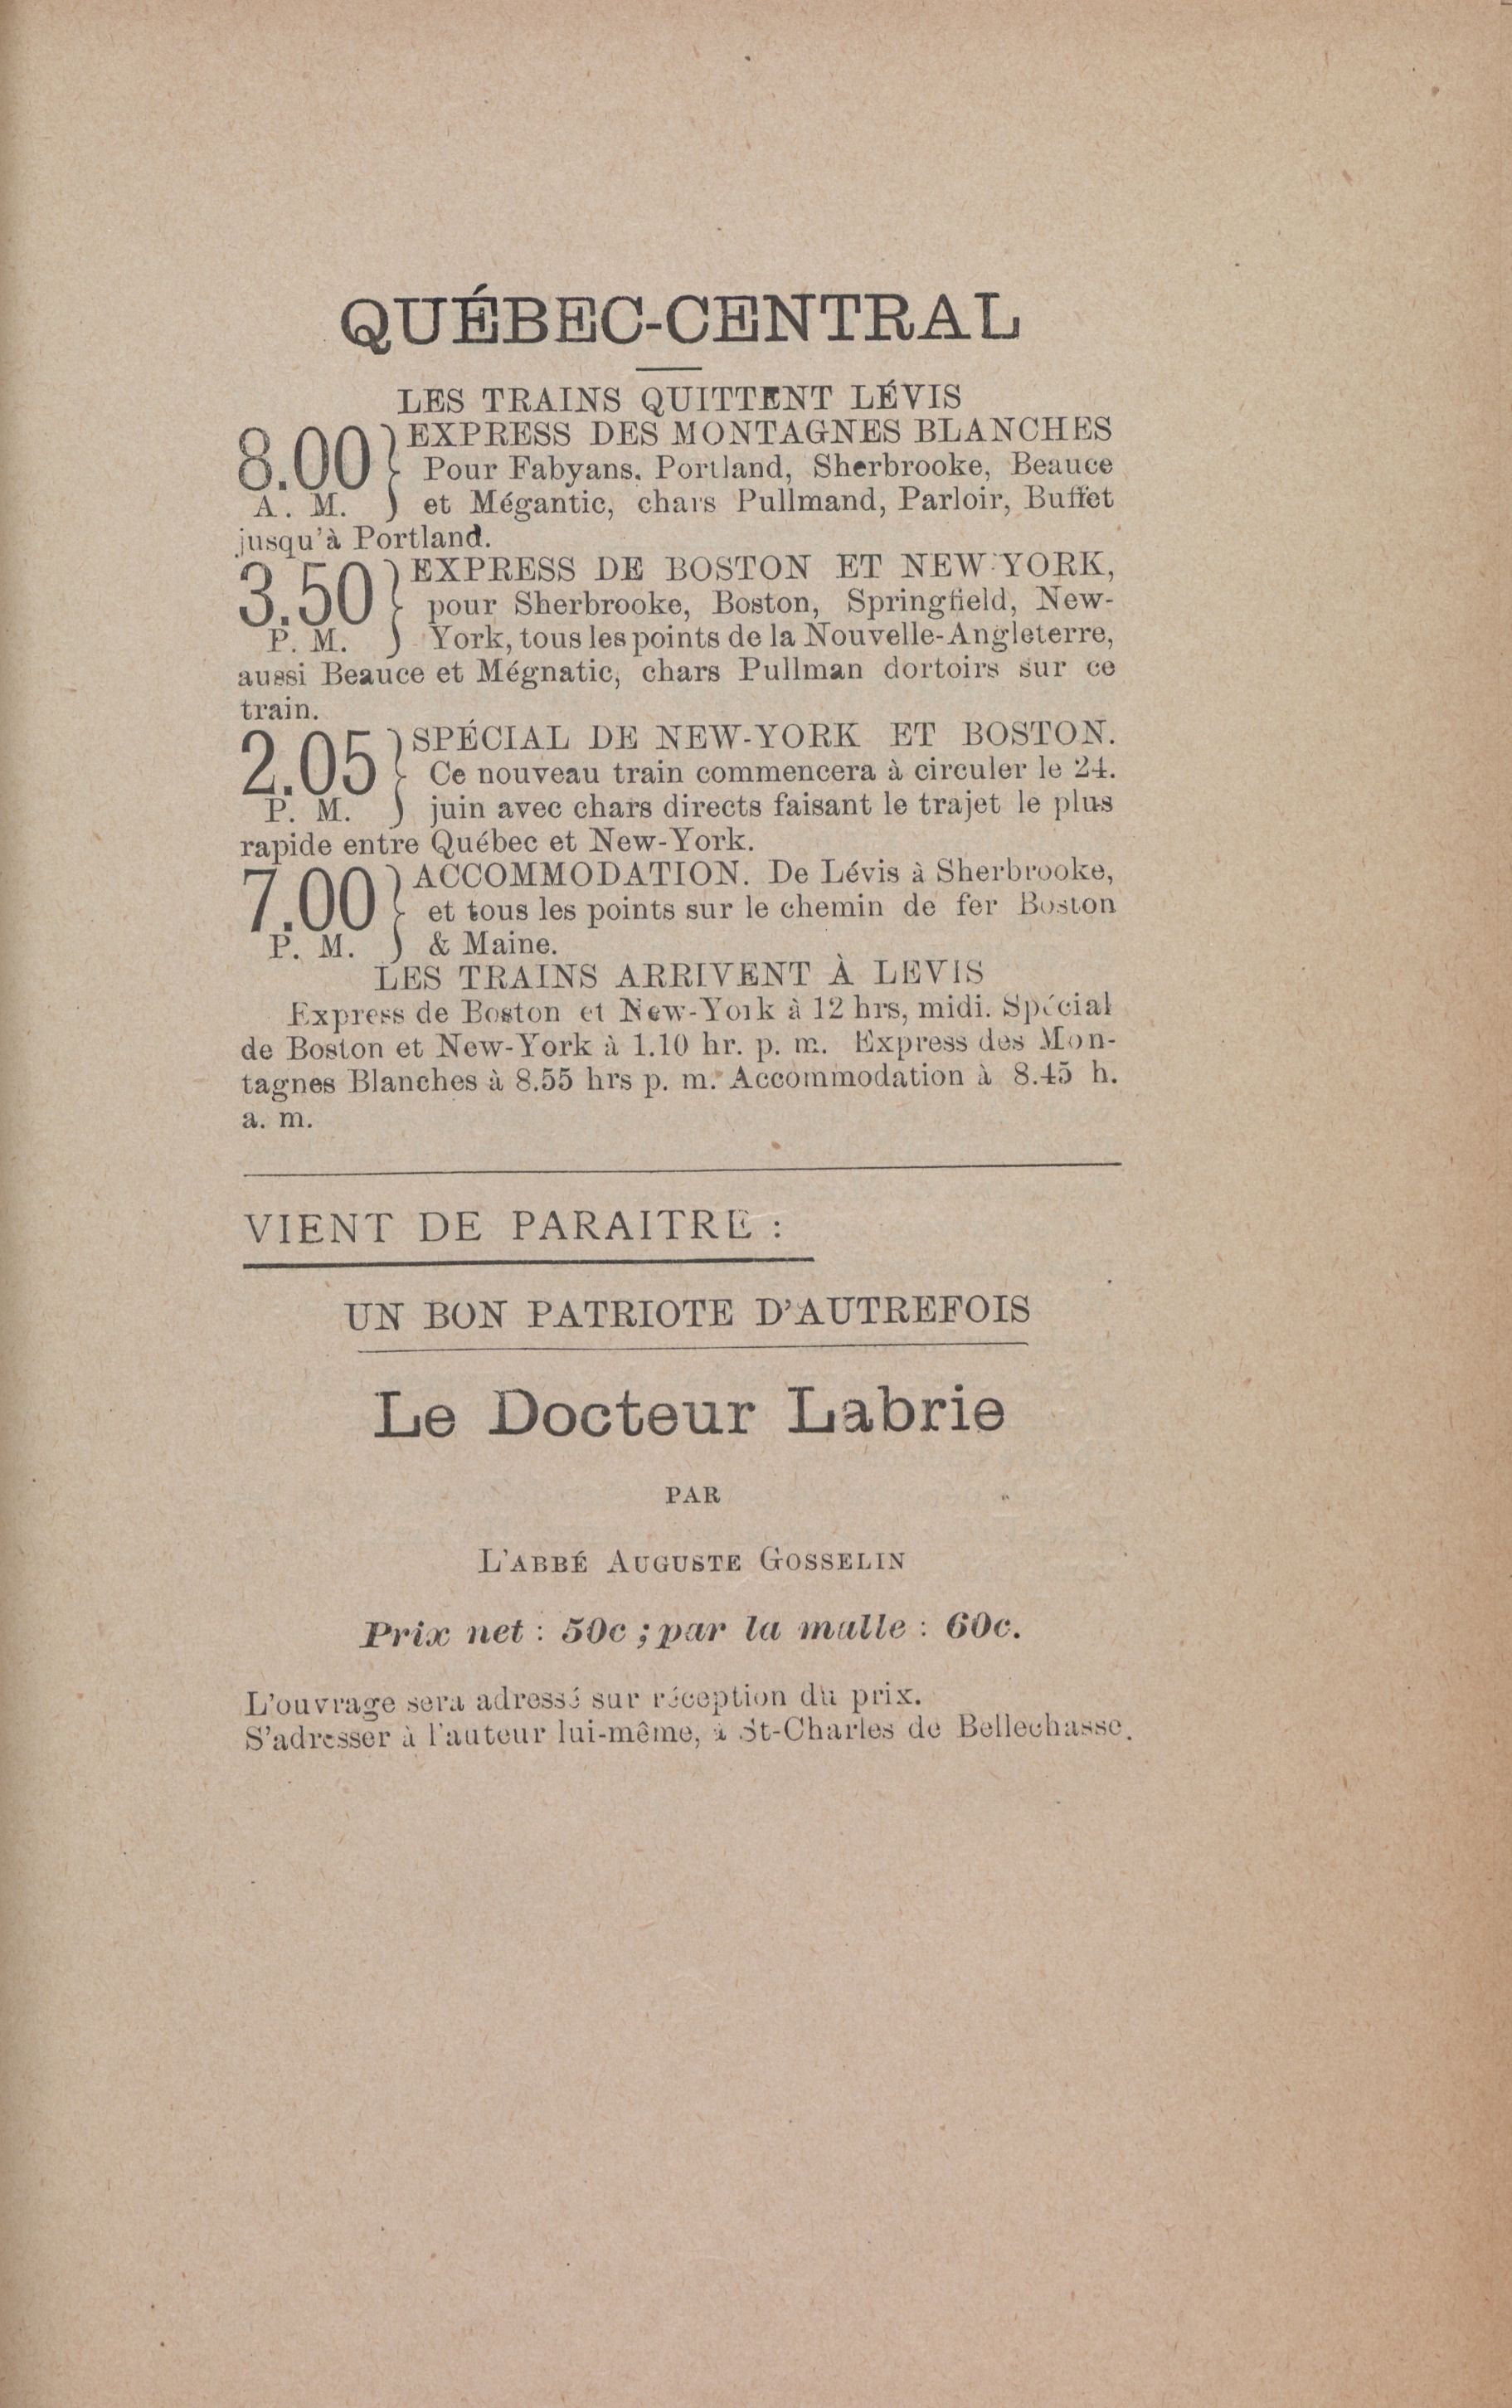 QUÉBEC-CENTRAL
LES TRAINS QUITTENT LÉVIS
8.00 A. M. } EXPRESS DES MONTAGNES BLANCHES
Pour Fabyans. Portland, Sherbrooke, Beauce
et Mégantic, chars Pullmand, Parloir, Buffet
jusqu'à Portland.
3.50 P. M. } EXPRESS DE BOSTON ET NEW-YORK,
pour Sherbrooke, Boston, Springfield, New-
York, tous les points de la Nouvelle-Angleterre,
aussi Beauce et Mégnatic, chars Pullman dortoirs sur ce
train.
2.05 P. M. } SPÉCIAL DE NEW-YORK ET BOSTON.
Ce nouveau train commencera à circuler le 24.
juin avec chars directs faisant le trajet le plus
rapide entre Québec et New-York.
7.00 P. M. } ACCOMMODATION. De Lévis à Sherbrooke,
et tous les points sur le chemin de fer Boston
& Maine.
LES TRAINS ARRIVENT À LEVIS
Express de Boston et New-York à 12 hrs, midi. Spécial
de Boston et New-York à 1.10 hr. p. m. Express des Mon-
tagnes Blanches à 8.55 hrs p. m. Accommodation à 8.45 h.
a. m.
VIENT DE PARAITRE :
UN BON PATRIOTE D'AUTREFOIS
Le Docteur Labrie
PAR
L'ABBÉ AUGUSTE GOSSELIN
Prix net : 50c ; par la malle : 60c.
L'ouvrage sera adressé sur réception du prix.
S'adresser à l'auteur lui-même, à St-Charles de Bellechasse.